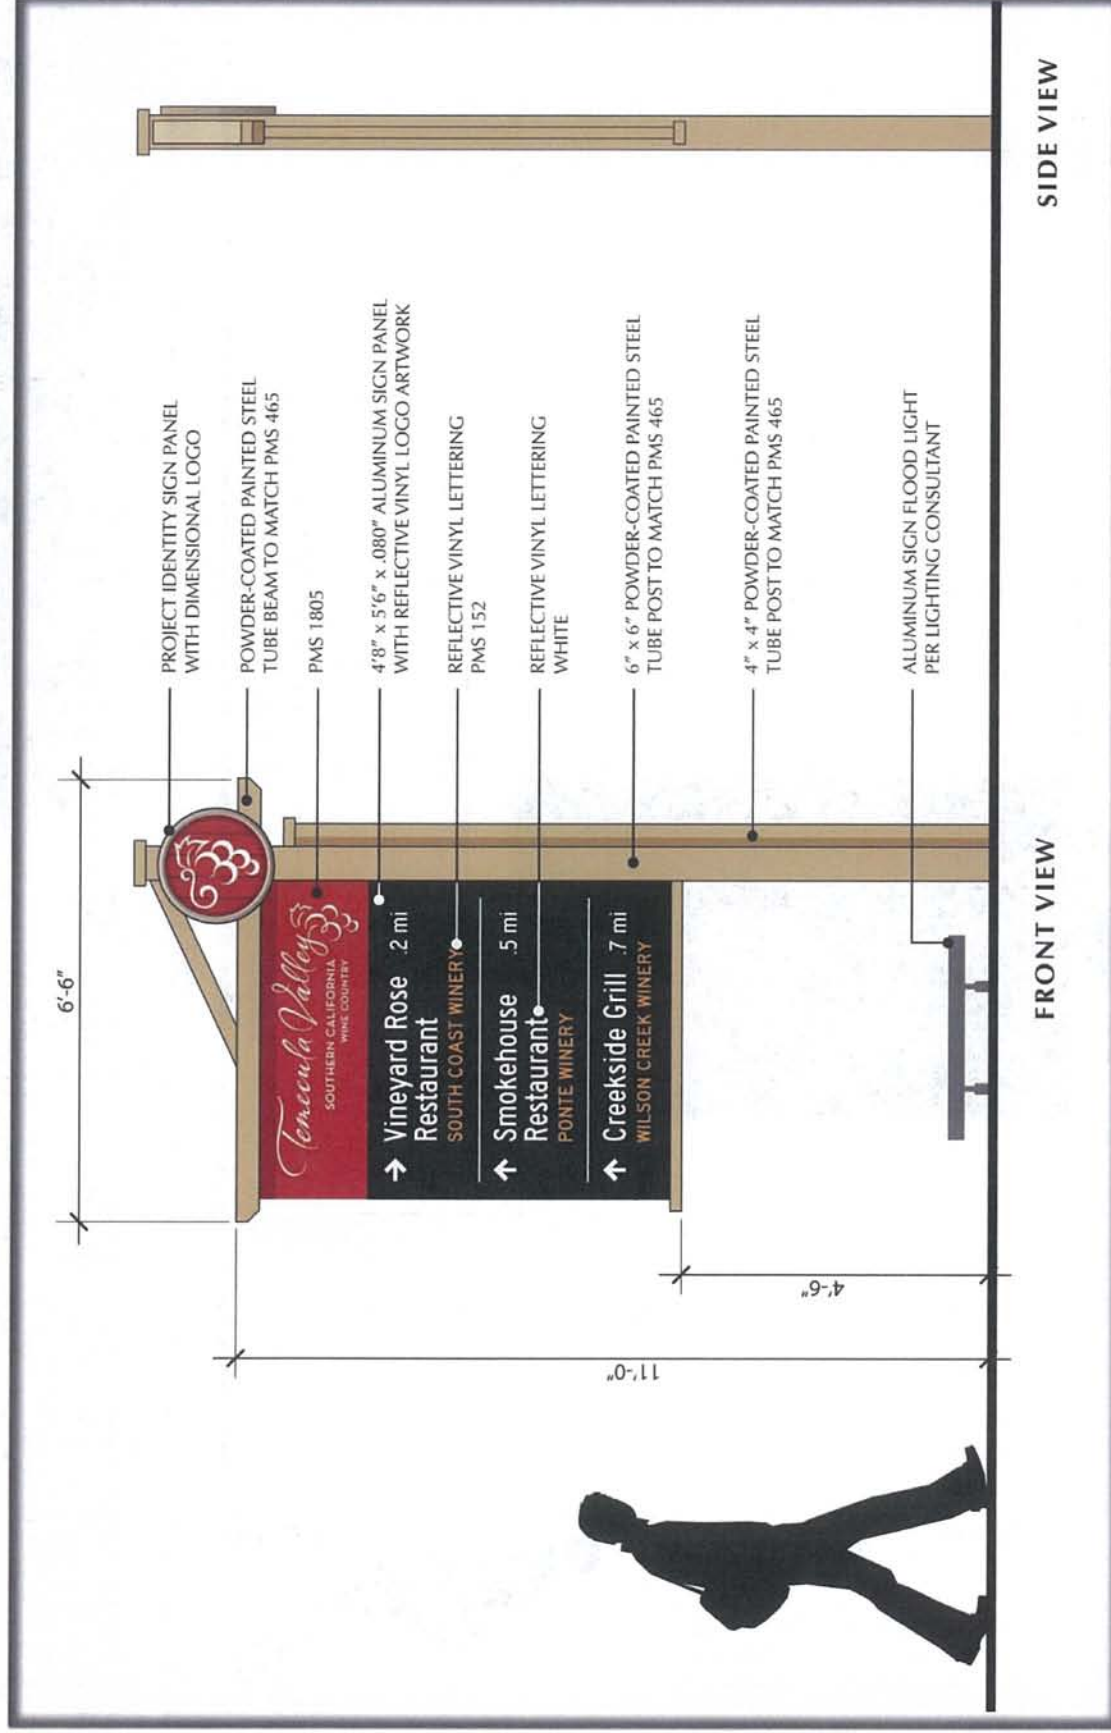 6'-6"
Temecula Valley
SOUTHERN CALIFORNIA
WINE COUNTRY
→ Vineyard Rose .2 mi
Restaurant
SOUTH COAST WINERY
↑ Smokehouse .5 mi
Restaurant
PONTE WINERY
↑ Creekside Grill .7 mi
WILSON CREEK WINERY
11'-0"
4'-6"
PROJECT IDENTITY SIGN PANEL
WITH DIMENSIONAL LOGO
POWDER-COATED PAINTED STEEL
TUBE BEAM TO MATCH PMS 465
PMS 1805
4'8" x 5'6" x .080" ALUMINUM SIGN PANEL
WITH REFLECTIVE VINYL LOGO ARTWORK
REFLECTIVE VINYL LETTERING
PMS 152
REFLECTIVE VINYL LETTERING
WHITE
6" x 6" POWDER-COATED PAINTED STEEL
TUBE POST TO MATCH PMS 465
4" x 4" POWDER-COATED PAINTED STEEL
TUBE POST TO MATCH PMS 465
ALUMINUM SIGN FLOOD LIGHT
PER LIGHTING CONSULTANT
FRONT VIEW
SIDE VIEW